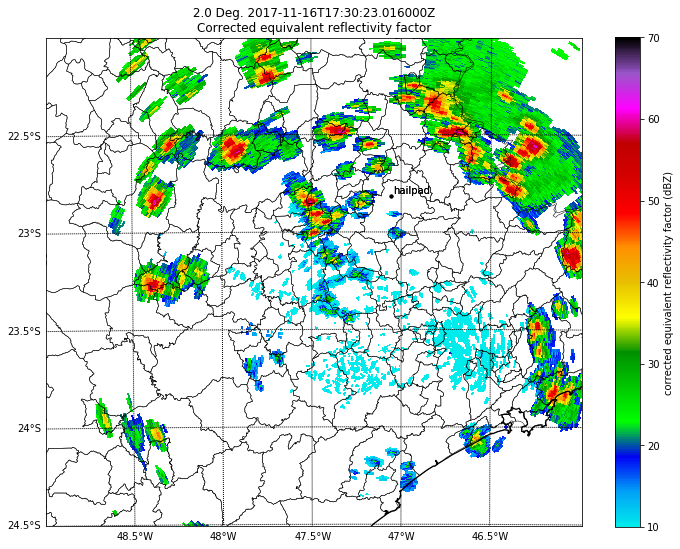 2.0 Deg. 2017-11-16T17:30:23.016000Z
Corrected equivalent reflectivity factor
22.5°S
23°S
23.5°S
24°S
24.5°S
48.5°W
48°W
47.5°W
47°W
46.5°W
hailpad
70
60
50
40
30
20
10
corrected equivalent reflectivity factor (dBZ)